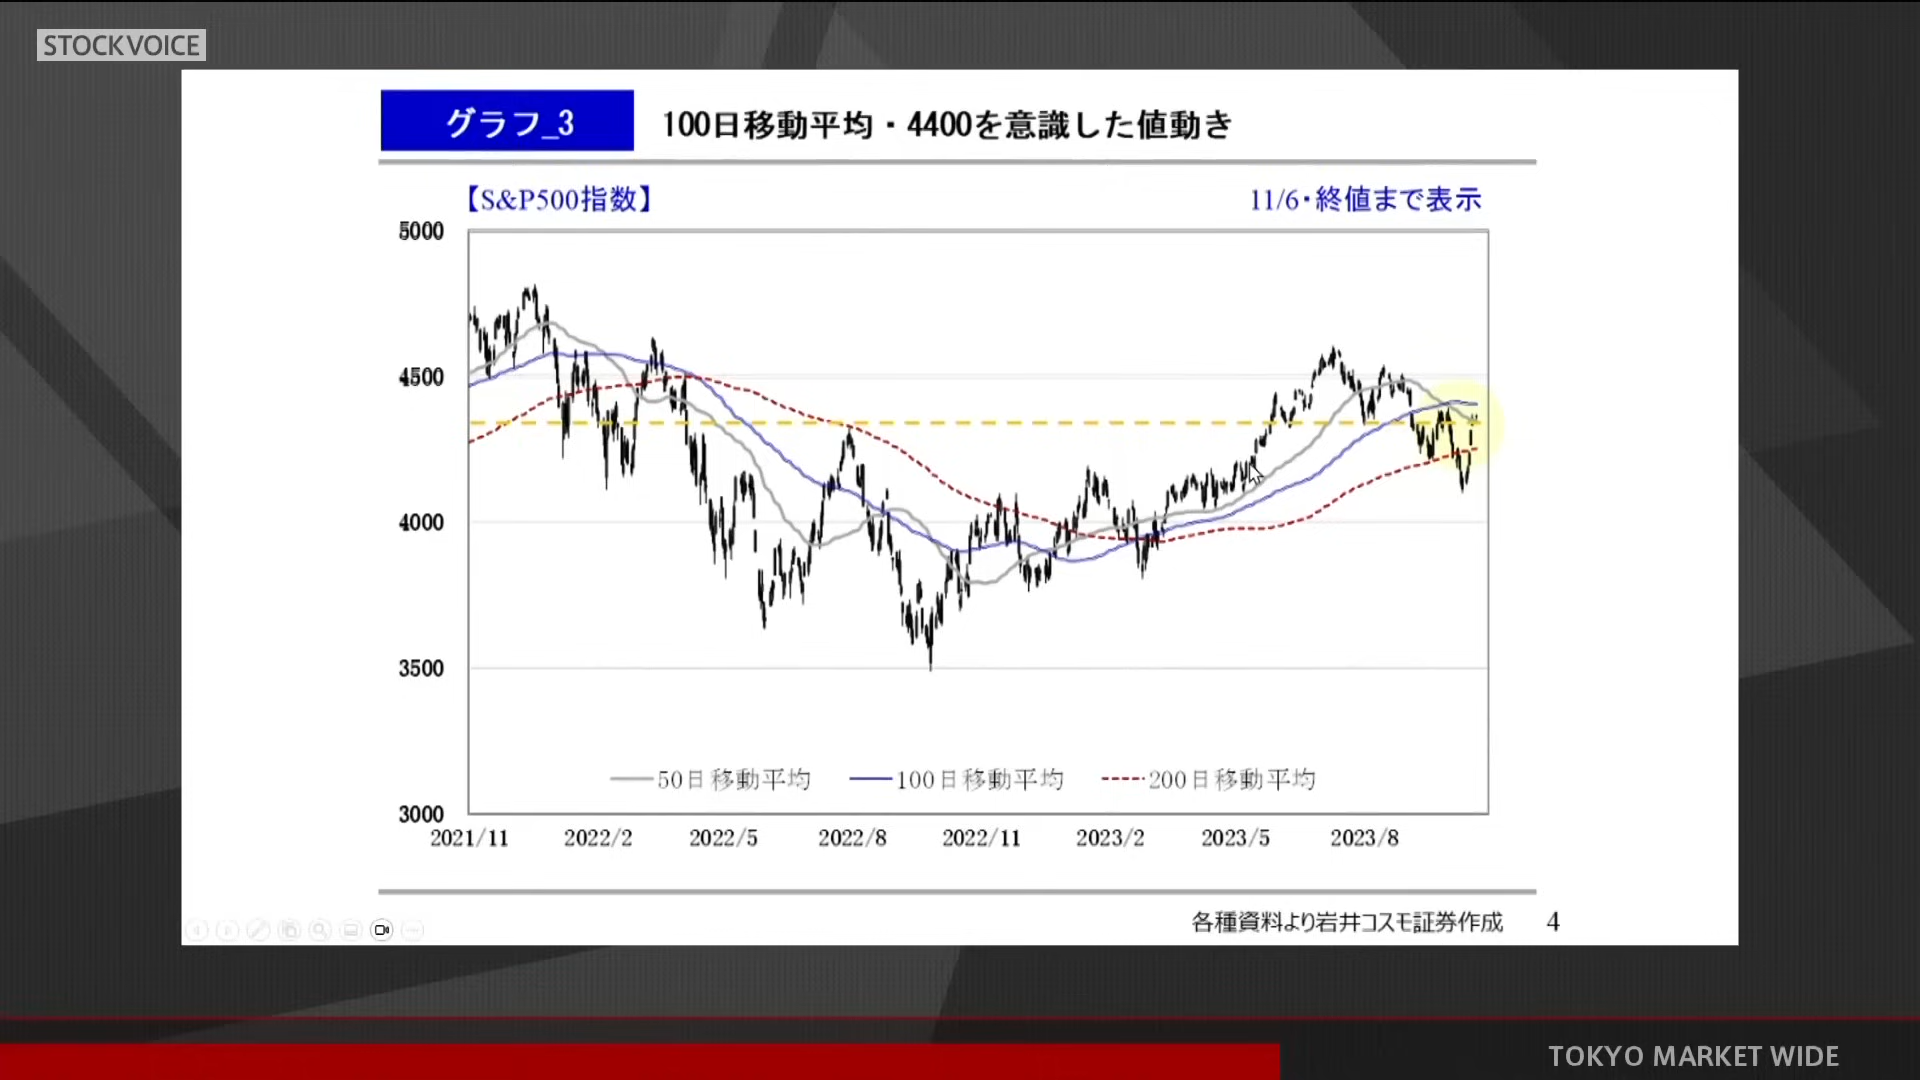 STOCKVOICE
グラフ_3
100日移動平均・4400を意識した値動き
【S&P500指数】
11/6・終値まで表示
5000
4500
4000
3500
3000
50日移動平均
100日移動平均
200日移動平均
2021/11
2022/2
2022/5
2022/8
2022/11
2023/2
2023/5
2023/8
各種資料より岩井コスモ証券作成
4
TOKYO MARKET WIDE